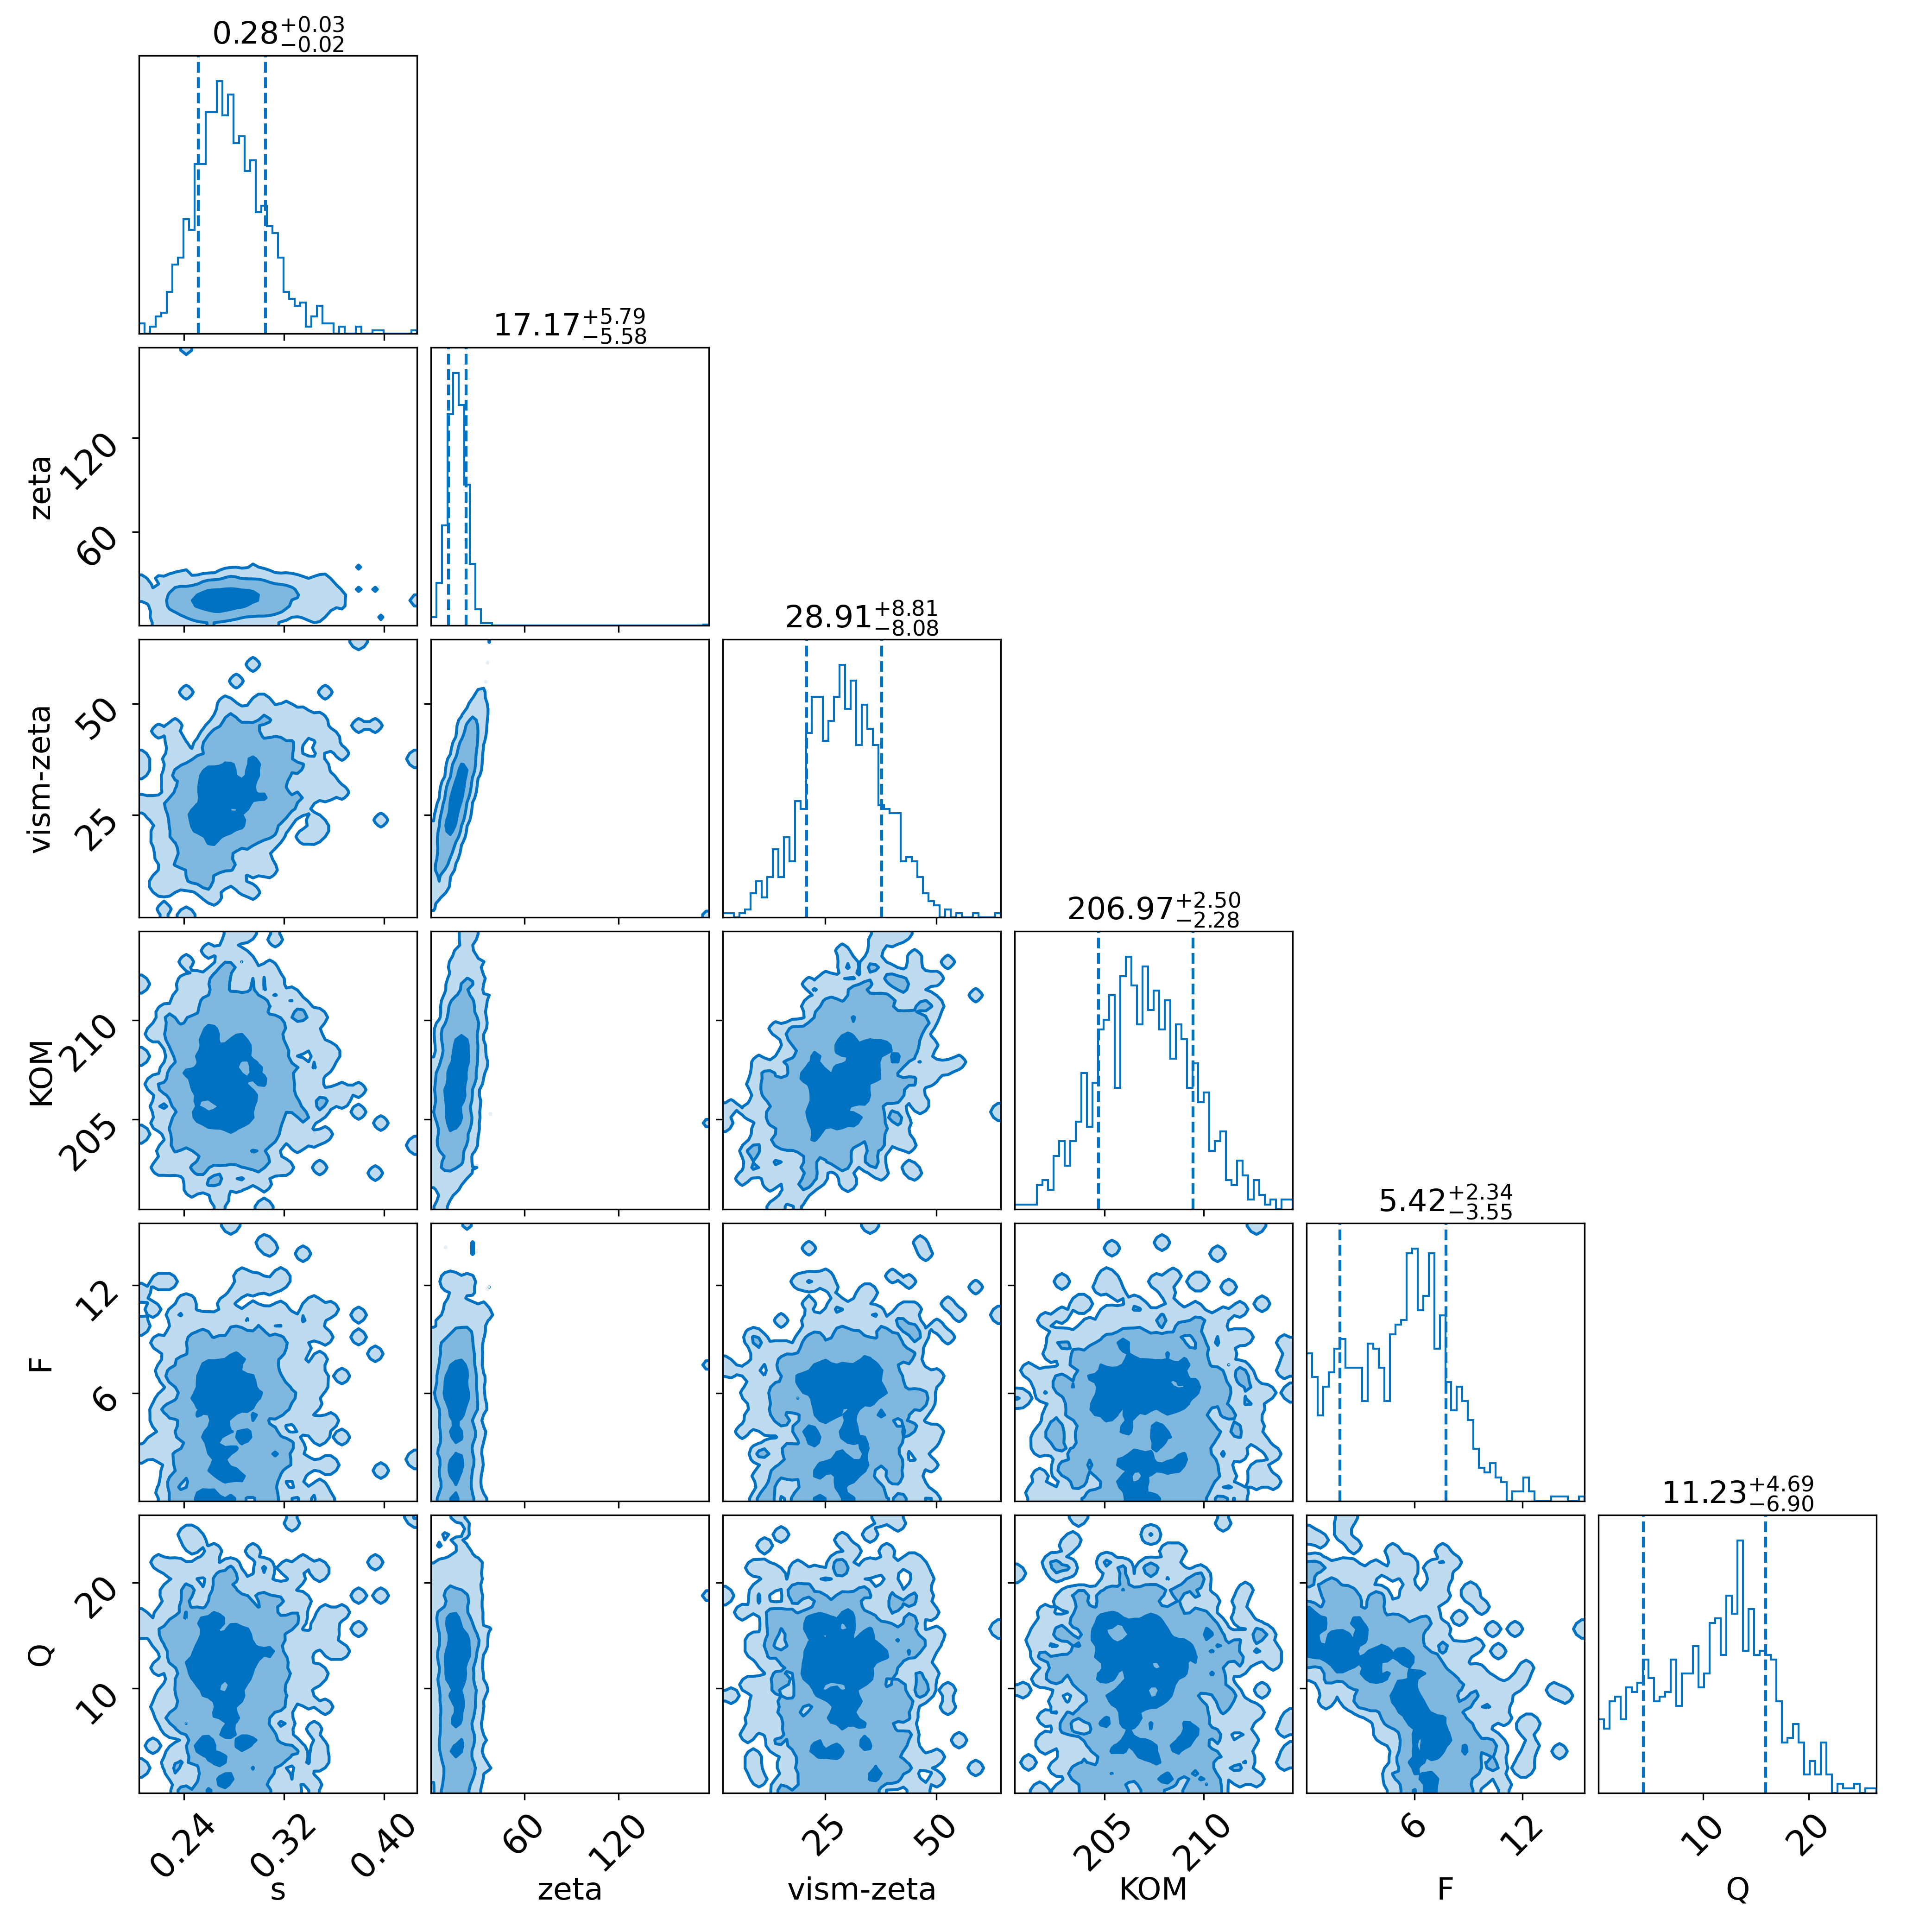 0.28+0.03−0.02
17.17+5.79−5.58
120
60
zeta
28.91+8.81−8.08
50
25
vism-zeta
206.97+2.50−2.28
210
205
KOM
5.42+2.34−3.55
12
6
F
11.23+4.69−6.90
20
10
Q
0.24 0.32 0.40 60 120 25 50 205 210 6 12 10 20
s zeta vism-zeta KOM F Q